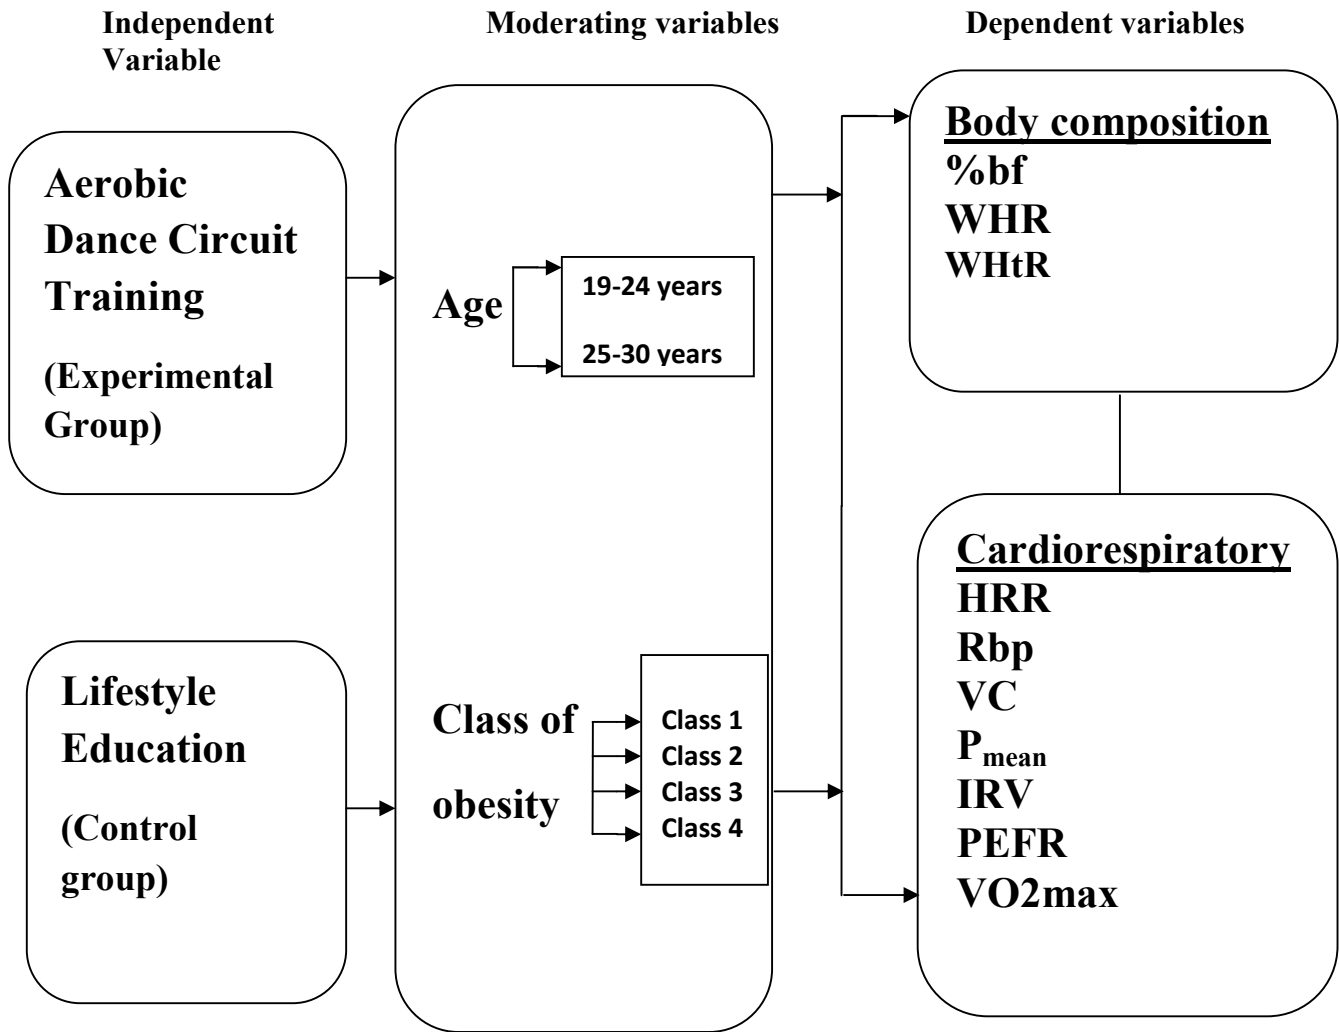 Independent
Variable
Moderating variables
Dependent variables
Aerobic
Dance Circuit
Training
(Experimental
Group)
Lifestyle
Education
(Control
group)
Age
19-24 years
25-30 years
Class of
obesity
Class 1
Class 2
Class 3
Class 4
Body composition
%bf
WHR
WHtR
Cardiorespiratory
HRR
Rbp
VC
Pmean
IRV
PEFR
VO2max